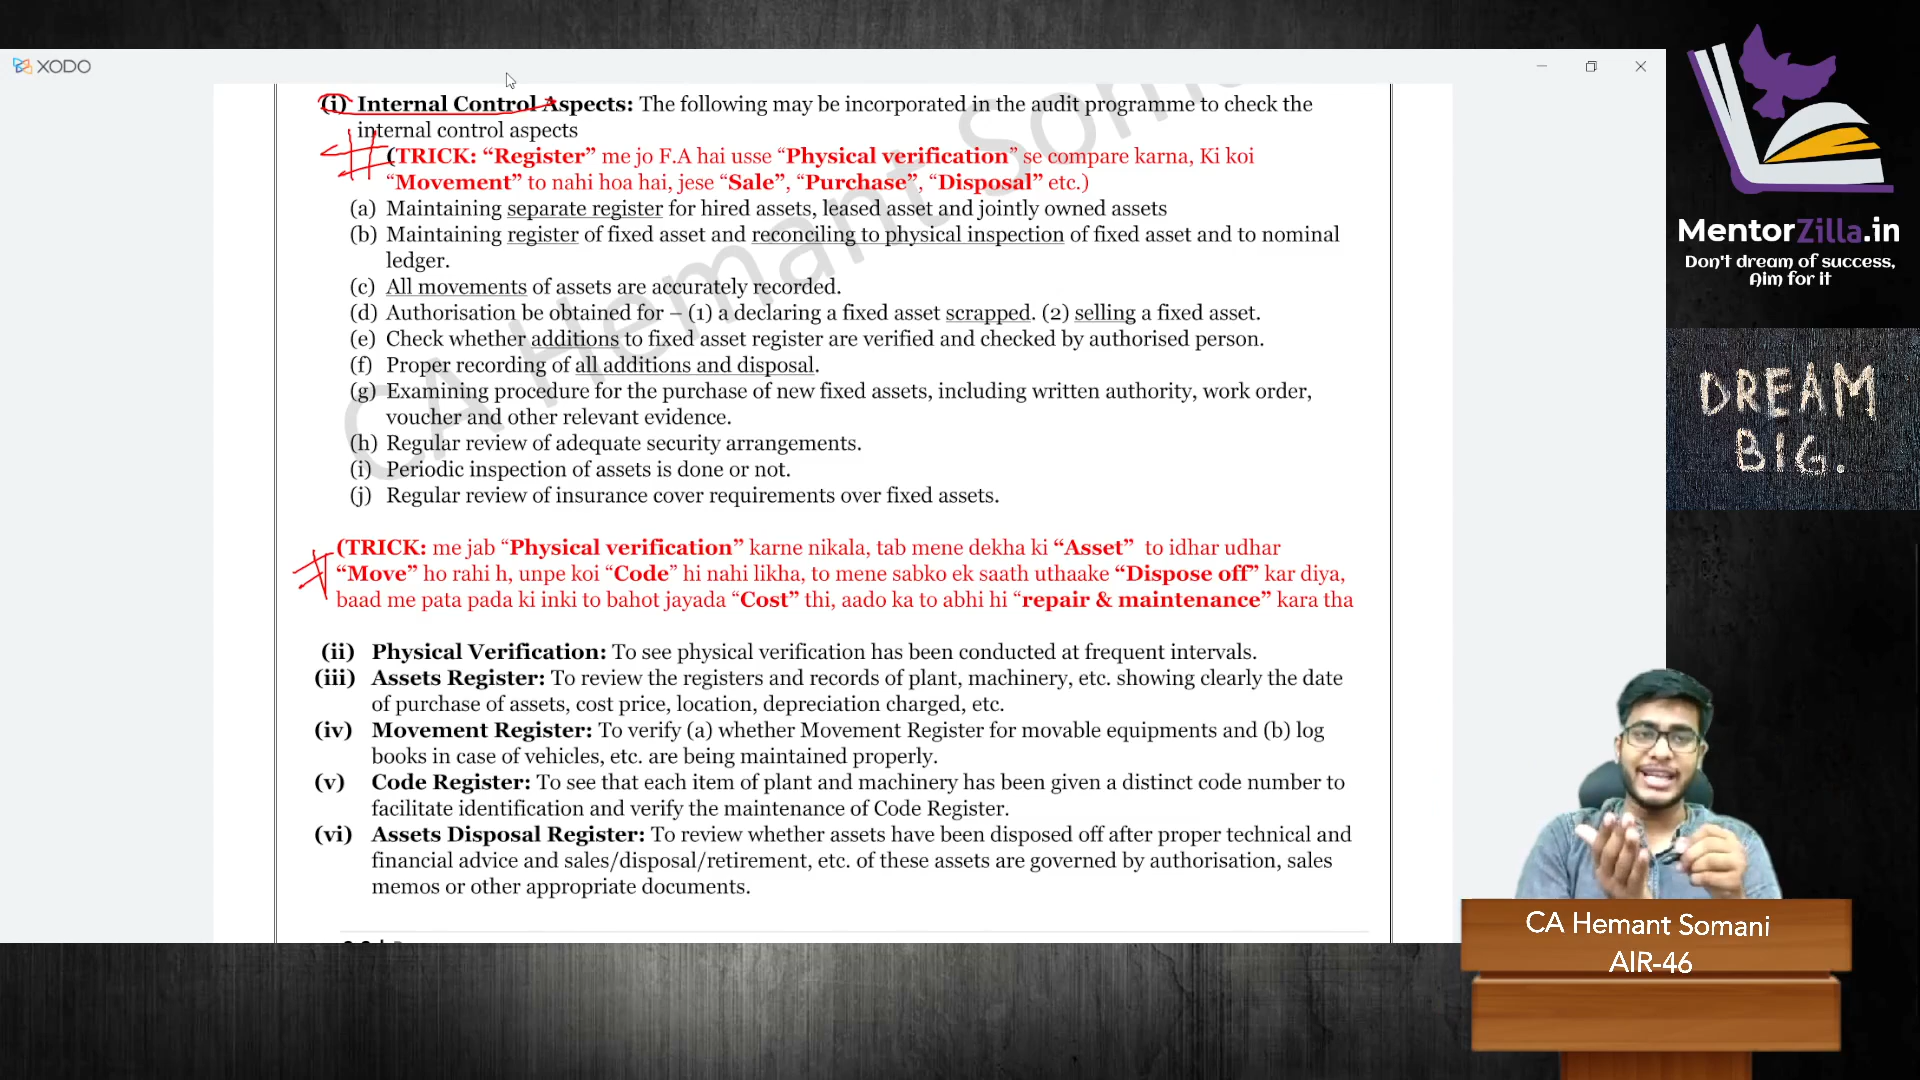 XODO
(i) Internal Control Aspects: The following may be incorporated in the audit programme to check the
internal control aspects
(TRICK: “Register” me jo F.A hai usse “Physical verification” se compare karna, Ki koi
“Movement” to nahi hoa hai, jese “Sale”, “Purchase”, “Disposal” etc.)
(a) Maintaining separate register for hired assets, leased asset and jointly owned assets
(b) Maintaining register of fixed asset and reconciling to physical inspection of fixed asset and to nominal
ledger.
(c) All movements of assets are accurately recorded.
(d) Authorisation be obtained for – (1) a declaring a fixed asset scrapped. (2) selling a fixed asset.
(e) Check whether additions to fixed asset register are verified and checked by authorised person.
(f) Proper recording of all additions and disposal.
(g) Examining procedure for the purchase of new fixed assets, including written authority, work order,
voucher and other relevant evidence.
(h) Regular review of adequate security arrangements.
(i) Periodic inspection of assets is done or not.
(j) Regular review of insurance cover requirements over fixed assets.
(TRICK: me jab “Physical verification” karne nikala, tab mene dekha ki “Asset” to idhar udhar
“Move” ho rahi h, unpe koi “Code” hi nahi likha, to mene sabko ek saath uthaake “Dispose off” kar diya,
baad me pata pada ki inki to bahot jayada “Cost” thi, aado ka to abhi hi “repair & maintenance” kara tha
(ii) Physical Verification: To see physical verification has been conducted at frequent intervals.
(iii) Assets Register: To review the registers and records of plant, machinery, etc. showing clearly the date
of purchase of assets, cost price, location, depreciation charged, etc.
(iv) Movement Register: To verify (a) whether Movement Register for movable equipments and (b) log
books in case of vehicles, etc. are being maintained properly.
(v) Code Register: To see that each item of plant and machinery has been given a distinct code number to
facilitate identification and verify the maintenance of Code Register.
(vi) Assets Disposal Register: To review whether assets have been disposed off after proper technical and
financial advice and sales/disposal/retirement, etc. of these assets are governed by authorisation, sales
memos or other appropriate documents.
CA Hemant Soma
MentorZilla.in
Don't dream of success,
Aim for it
DREAM
BIG.
CA Hemant Somani
AIR-46